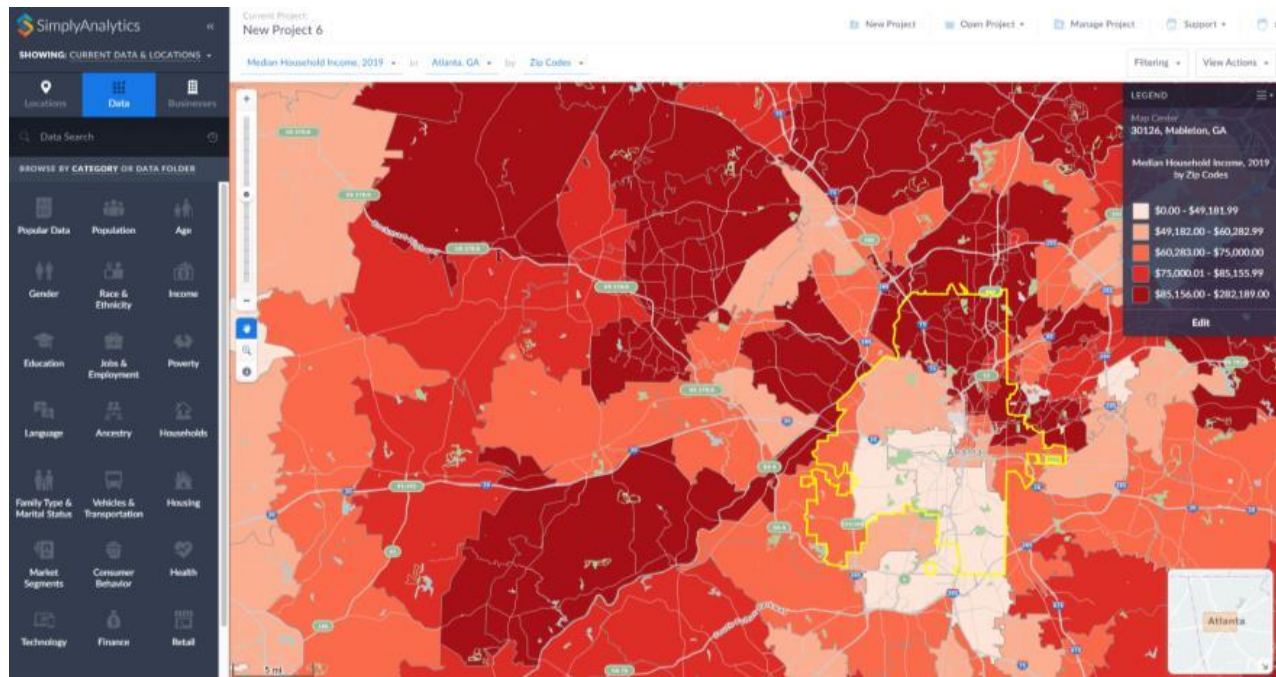 SimplyAnalytics «
SHOWING: CURRENT DATA & LOCATIONS
Locations Data Businesses
Data Search
BROWSE BY CATEGORY OR DATA FOLDER
Popular Data Population Age
Gender Race & Ethnicity Income
Education Jobs & Employment Poverty
Language Ancestry Households
Family Type & Marital Status Vehicles & Transportation Housing
Market Segments Consumer Behavior Health
Technology Finance Retail
Current Project:
New Project 6
New Project Open Project Manage Project Support
Median Household Income, 2019 in Atlanta, GA by Zip Codes
Filtering View Actions
LEGEND
Map Center
30126, Mableton, GA
Median Household Income, 2019
by Zip Codes
$0.00 - $49,181.99
$49,182.00 - $60,282.99
$60,283.00 - $75,000.00
$75,000.01 - $85,155.99
$85,156.00 - $282,189.00
Edit
5 mi
Atlanta